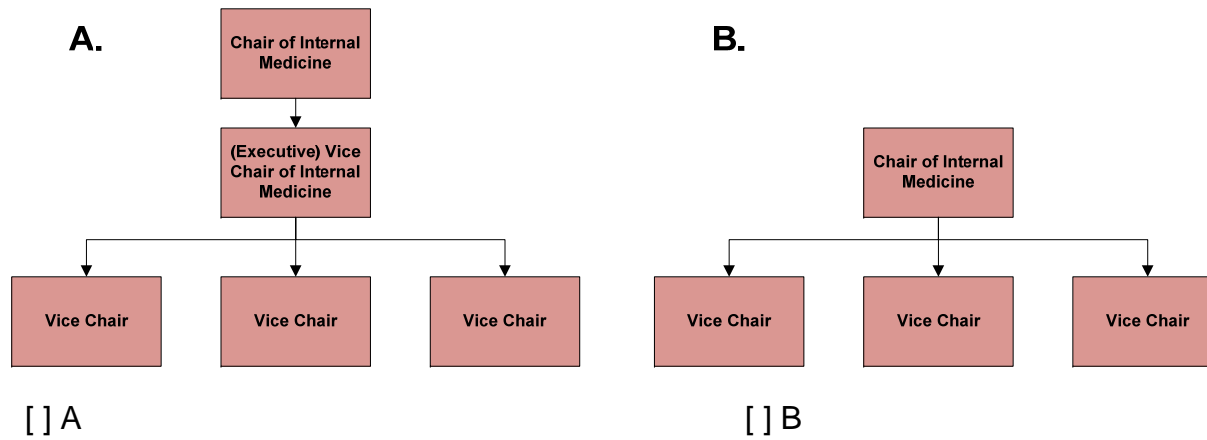 A.
Chair of Internal
Medicine
(Executive) Vice
Chair of Internal
Medicine
Vice Chair
Vice Chair
Vice Chair
[ ] A
B.
Chair of Internal
Medicine
Vice Chair
Vice Chair
Vice Chair
[ ] B